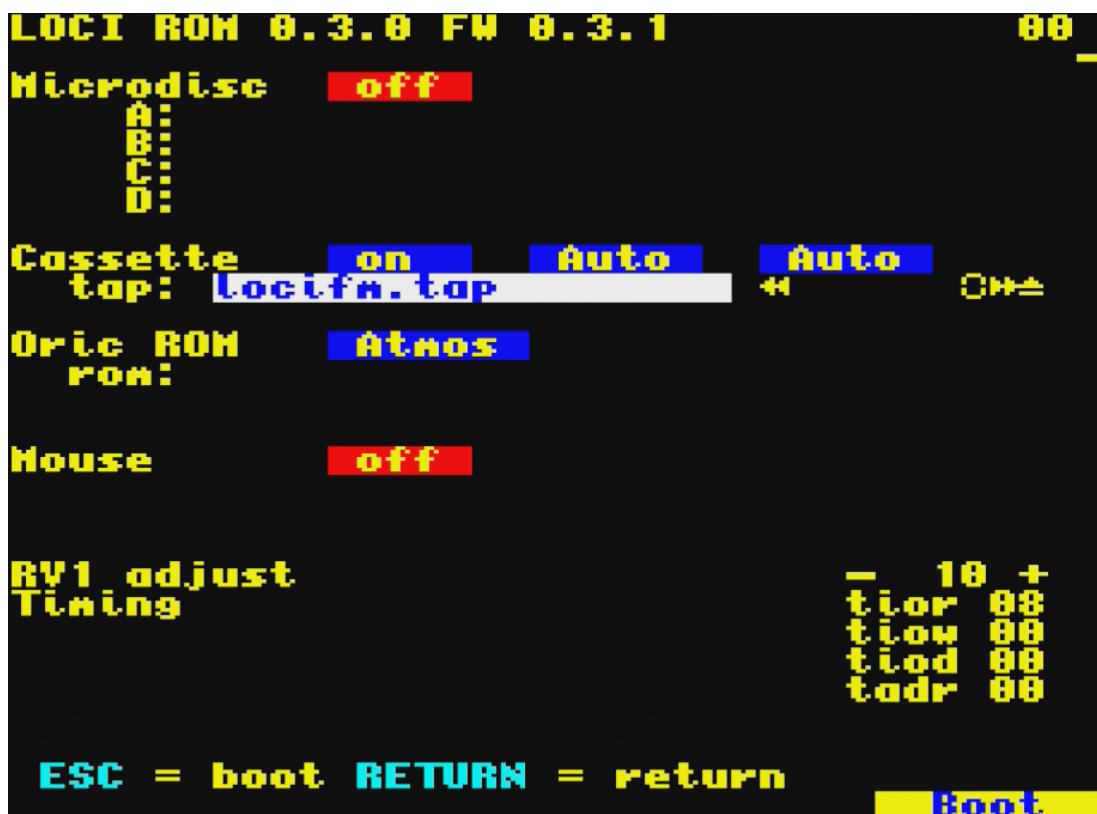 LOCI ROM 0.3.0 FW 0.3.1 00
Microdisc off
A:
B:
C:
D:
Cassette on Auto Auto
tap: locifm.tap
Oric ROM Atmos
rom:
Mouse off
RV1 adjust - 10 +
Timing tior 08
tiow 00
tiod 00
tadr 00
ESC = boot RETURN = return
Boot